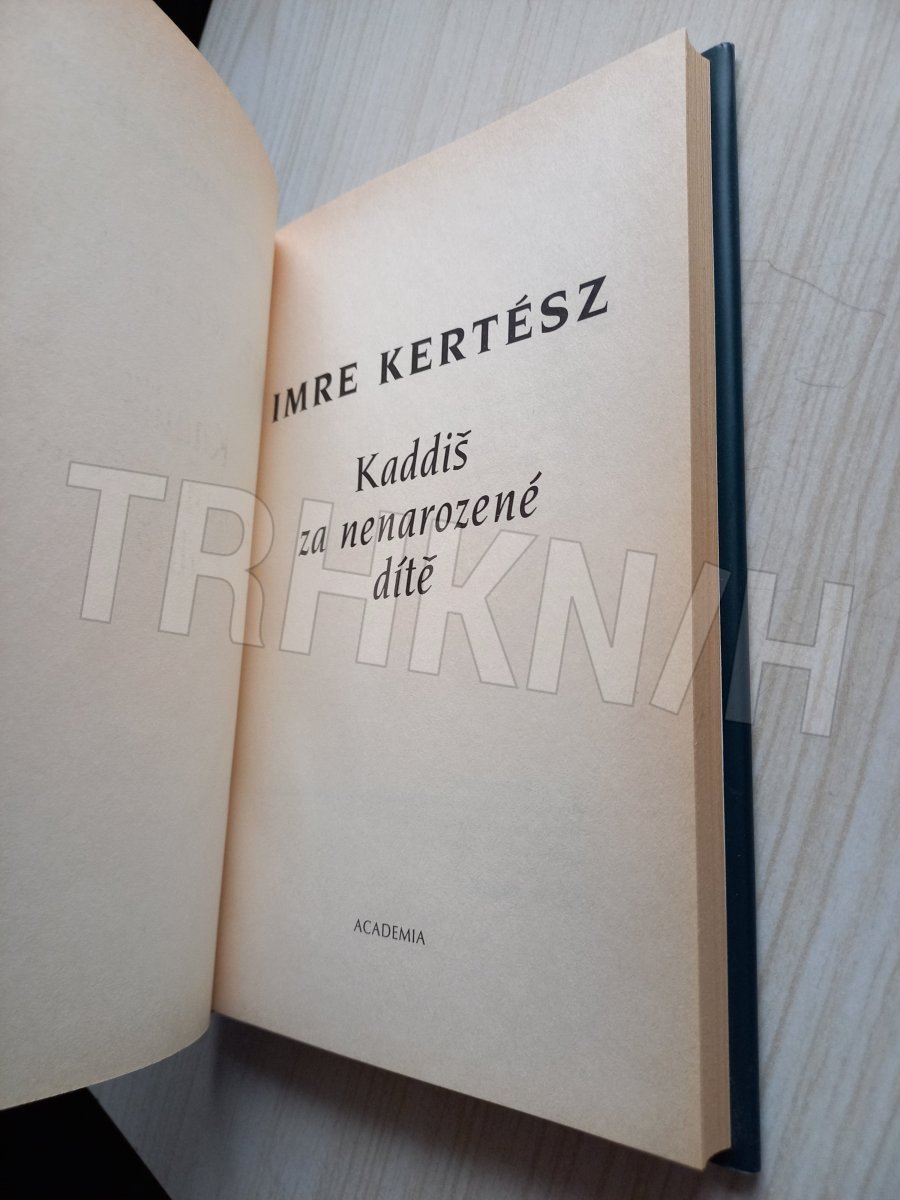 IMRE KERTÉSZ
Kaddiš
za nenarozené
dítě
TRHKNIH
ACADEMIA